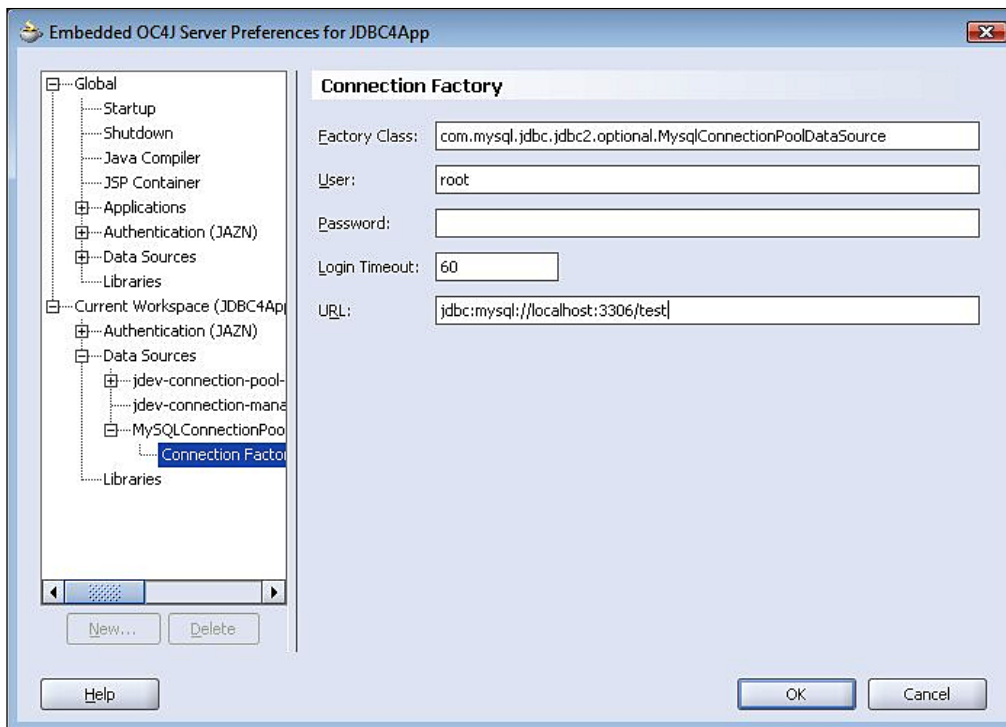 Embedded OC4J Server Preferences for JDBC4App
Global
Startup
Shutdown
Java Compiler
JSP Container
Applications
Authentication (JAZN)
Data Sources
Libraries
Current Workspace (JDBC4App
Authentication (JAZN)
Data Sources
jdev-connection-pool-
jdev-connection-mana
MySQLConnectionPoo
Connection Factor
Libraries
New...
Delete
Connection Factory
Factory Class:
com.mysql.jdbc.jdbc2.optional.MysqlConnectionPoolDataSource
User:
root
Password:
Login Timeout:
60
URL:
jdbc:mysql://localhost:3306/test
Help
OK
Cancel